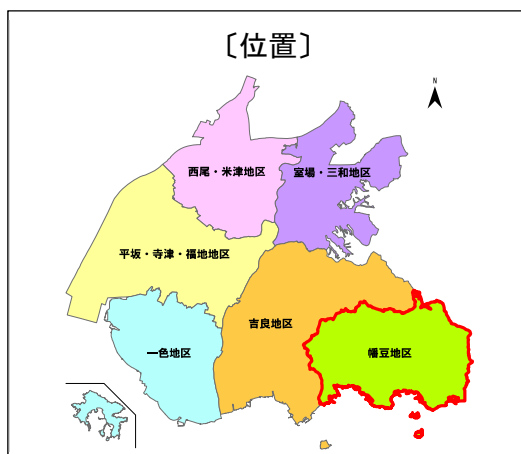 〔位置〕
N
西尾・米津地区
室場・三和地区
平坂・寺津・福地地区
吉良地区
一色地区
幡豆地区